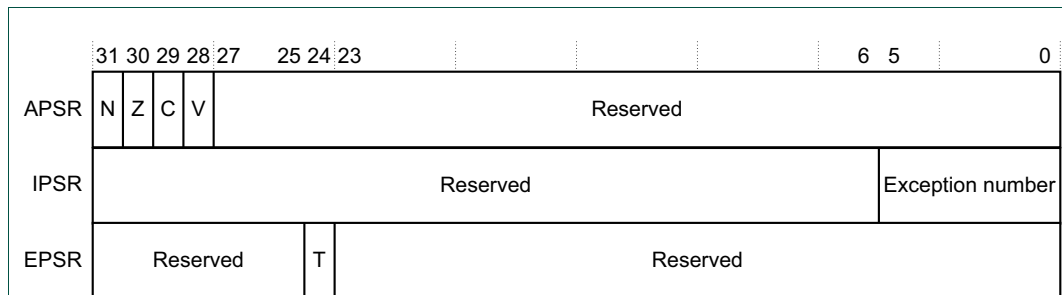 31 30 29 28 27 25 24 23 6 5 0
APSR N Z C V Reserved
IPSR Reserved Exception number
EPSR Reserved T Reserved